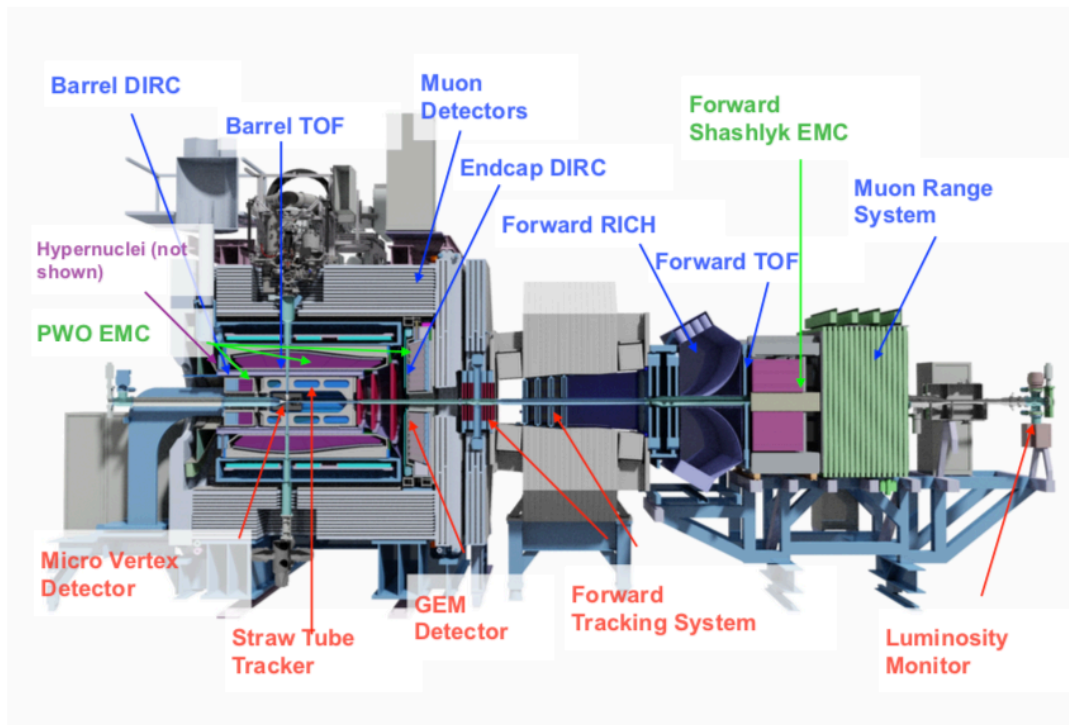 Barrel DIRC
Muon
Detectors
Barrel TOF
Forward
Shashlyk EMC
Endcap DIRC
Muon Range
System
Forward RICH
Hypernuclei (not
shown)
Forward TOF
PWO EMC
Micro Vertex
Detector
GEM
Detector
Forward
Tracking System
Straw Tube
Tracker
Luminosity
Monitor